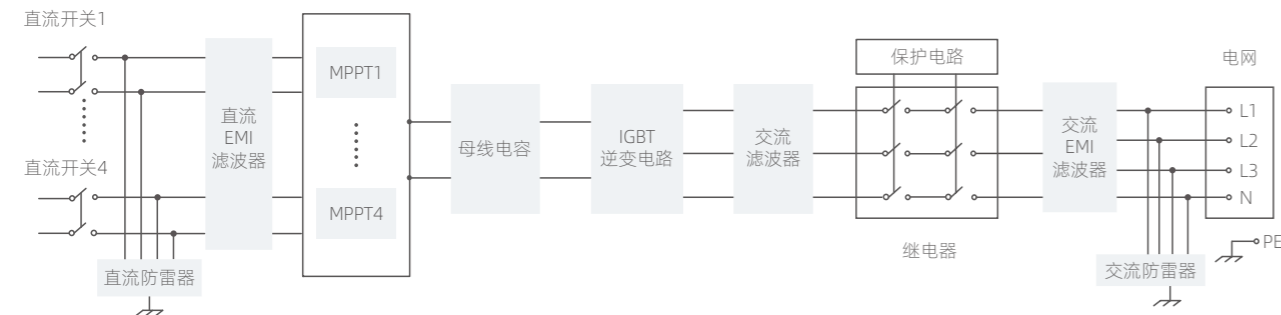 直流开关1
直流开关4
直流防雷器
直流
EMI
滤波器
MPPT1
MPPT4
母线电容
IGBT
逆变电路
交流
滤波器
保护电路
继电器
交流
EMI
滤波器
交流防雷器
电网
L1
L2
L3
N
PE